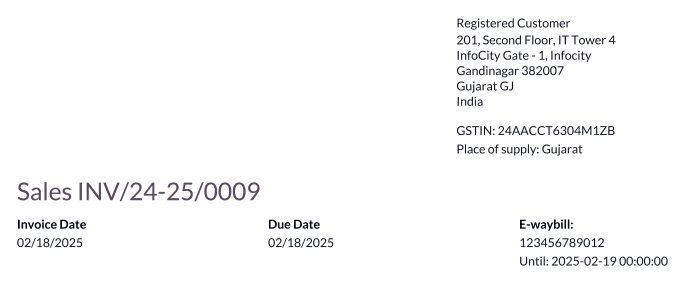 Registered Customer
201, Second Floor, IT Tower 4
InfoCity Gate - 1, Infocity
Gandinagar 382007
Gujarat GJ
India
GSTIN: 24AACCT6304M1ZB
Place of supply: Gujarat
Sales INV/24-25/0009
Invoice Date
02/18/2025
Due Date
02/18/2025
E-waybill:
123456789012
Until: 2025-02-19 00:00:00